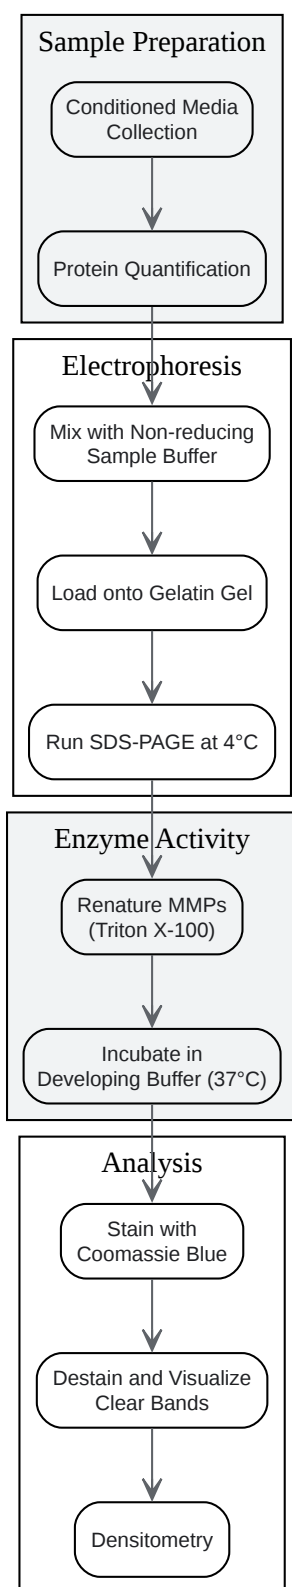 Sample Preparation
Conditioned Media
Collection
Protein Quantification
Electrophoresis
Mix with Non-reducing
Sample Buffer
Load onto Gelatin Gel
Run SDS-PAGE at 4°C
Enzyme Activity
Renature MMPs
(Triton X-100)
Incubate in
Developing Buffer (37°C)
Analysis
Stain with
Coomassie Blue
Destain and Visualize
Clear Bands
Densitometry